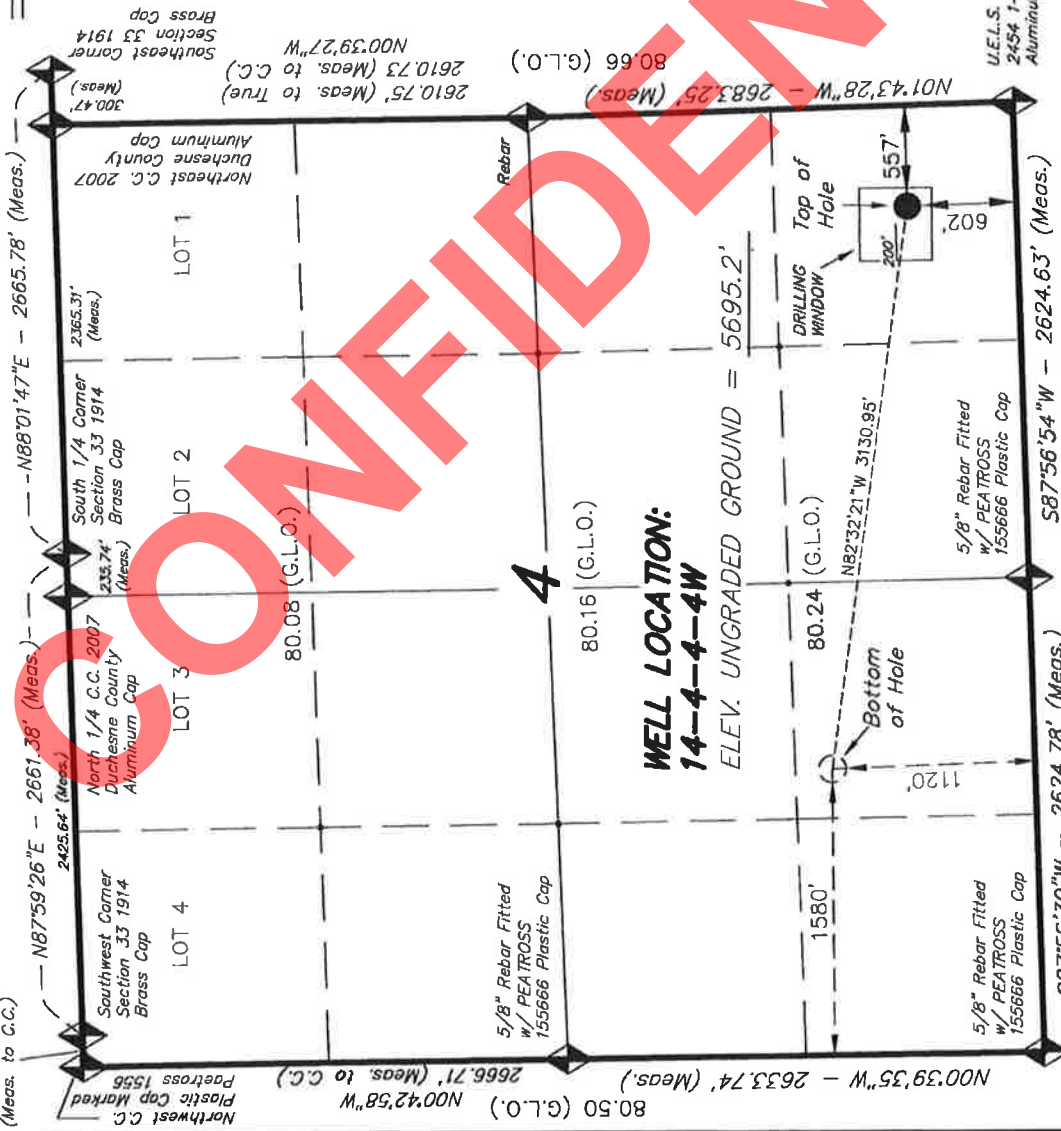 (Meas. to C.C.)
N87°59'26"E - 2661.38' (Meas.)
N88°01'47"E - 2665.78' (Meas.)
Southeast Corner
Section 33 1914
Brass Cap
300.47'
(Meas.)
2425.64' (Meas.)
235.74'
(Meas.)
2365.31'
(Meas.)
Northwest C.C.
Plastic Cap Marked
Paetross 1556
Southwest Corner
Section 33 1914
Brass Cap
North 1/4 C.C. 2007
Duchesne County
Aluminum Cap
South 1/4 Corner
Section 33 1914
Brass Cap
Northeast C.C. 2007
Duchesne County
Aluminum Cap
LOT 4
LOT 3
LOT 2
LOT 1
N00°42'58"W
2666.71' (Meas. to C.C.)
80.08 (G.L.O.)
N00°39'27"W
2610.73 (Meas. to C.C.)
2610.75' (Meas. to True)
5/8" Rebar Fitted
w/ PEATROSS
155666 Plastic Cap
4
Rebar
80.50 (G.L.O.)
80.16 (G.L.O.)
80.66 (G.L.O.)
WELL LOCATION:
14-4-4-4W
ELEV. UNGRADED GROUND = 5695.2'
N00°39'35"W - 2633.74' (Meas.)
80.24 (G.L.O.)
N01°43'28"W - 2683.25' (Meas.)
DRILLING
WINDOW
Top of
Hole
200'
557'
602'
N82°32'21"W 3130.95'
Bottom
of Hole
1580'
1120'
5/8" Rebar Fitted
w/ PEATROSS
155666 Plastic Cap
5/8" Rebar Fitted
w/ PEATROSS
155666 Plastic Cap
U.E.L.S.
2454 1-
Aluminu
2624.78' (Meas.)
S87°56'54"W - 2624.63' (Meas.)
CONFIDEN